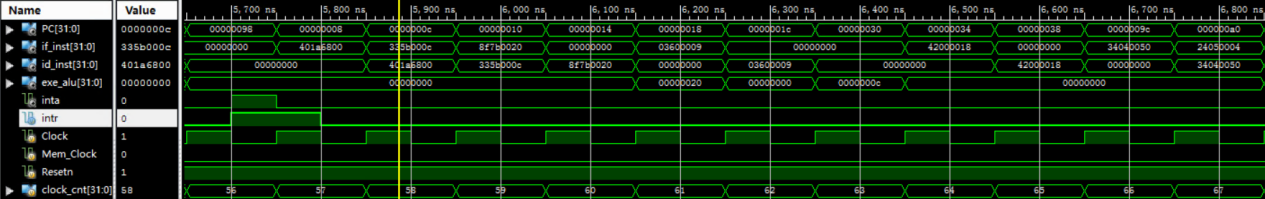 Name Value 5,700 ns 5,800 ns 5,900 ns 6,000 ns 6,100 ns 6,200 ns 6,300 ns 6,400 ns 6,500 ns 6,600 ns 6,700 ns 6,800 ns
PC[31:0] 0000000c 00000098 00000008 0000000c 00000010 00000014 00000018 0000001c 00000030 00000034 00000038 0000009c 000000a0
if_inst[31:0] 335b000c 00000000 401a6800 335b000c 8f7b0020 00000000 03600009 00000000 42000018 00000000 34040050 24050004
id_inst[31:0] 401a6800 00000000 401a6800 335b000c 8f7b0020 00000000 03600009 00000000 42000018 00000000 34040050
exe_alu[31:0] 00000000 00000000 00000020 00000000 0000000c 00000000
inta 0
intr 0
Clock 1
Mem_Clock 0
Resetn 1
clock_cnt[31:0] 58 56 57 58 59 60 61 62 63 64 65 66 67